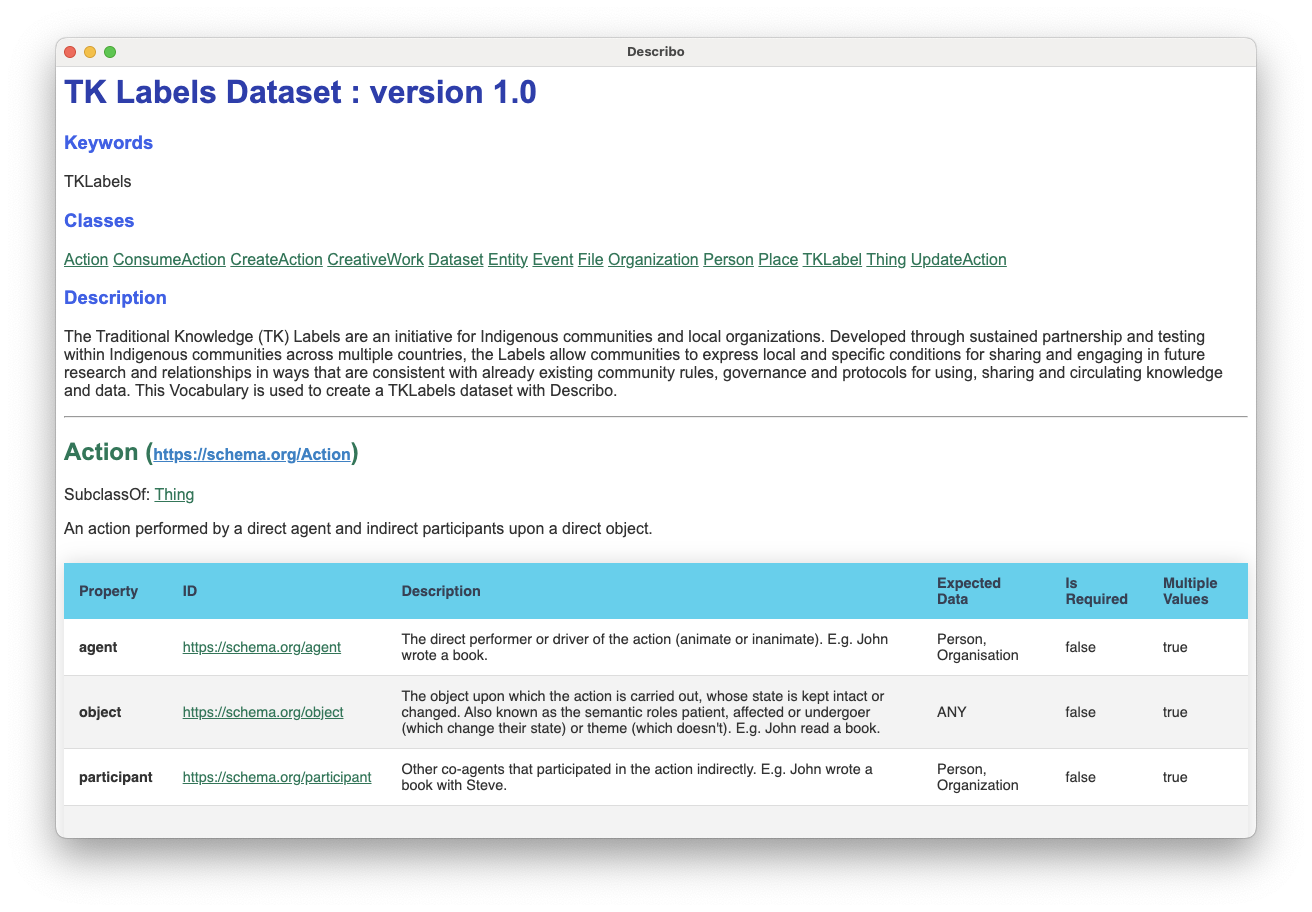 Describo
TK Labels Dataset : version 1.0
Keywords
TKLabels
Classes
Action ConsumeAction CreateAction CreativeWork Dataset Entity Event File Organization Person Place TKLabel Thing UpdateAction
Description
The Traditional Knowledge (TK) Labels are an initiative for Indigenous communities and local organizations. Developed through sustained partnership and testing
within Indigenous communities across multiple countries, the Labels allow communities to express local and specific conditions for sharing and engaging in future
research and relationships in ways that are consistent with already existing community rules, governance and protocols for using, sharing and circulating knowledge
and data. This Vocabulary is used to create a TKLabels dataset with Describo.
Action (https://schema.org/Action)
SubclassOf: Thing
An action performed by a direct agent and indirect participants upon a direct object.
Property ID Description Expected Data Is Required Multiple Values
agent https://schema.org/agent The direct performer or driver of the action (animate or inanimate). E.g. John
wrote a book. Person, Organisation false true
object https://schema.org/object The object upon which the action is carried out, whose state is kept intact or
changed. Also known as the semantic roles patient, affected or undergoer
(which change their state) or theme (which doesn't). E.g. John read a book. ANY false true
participant https://schema.org/participant Other co-agents that participated in the action indirectly. E.g. John wrote a
book with Steve. Person, Organization false true